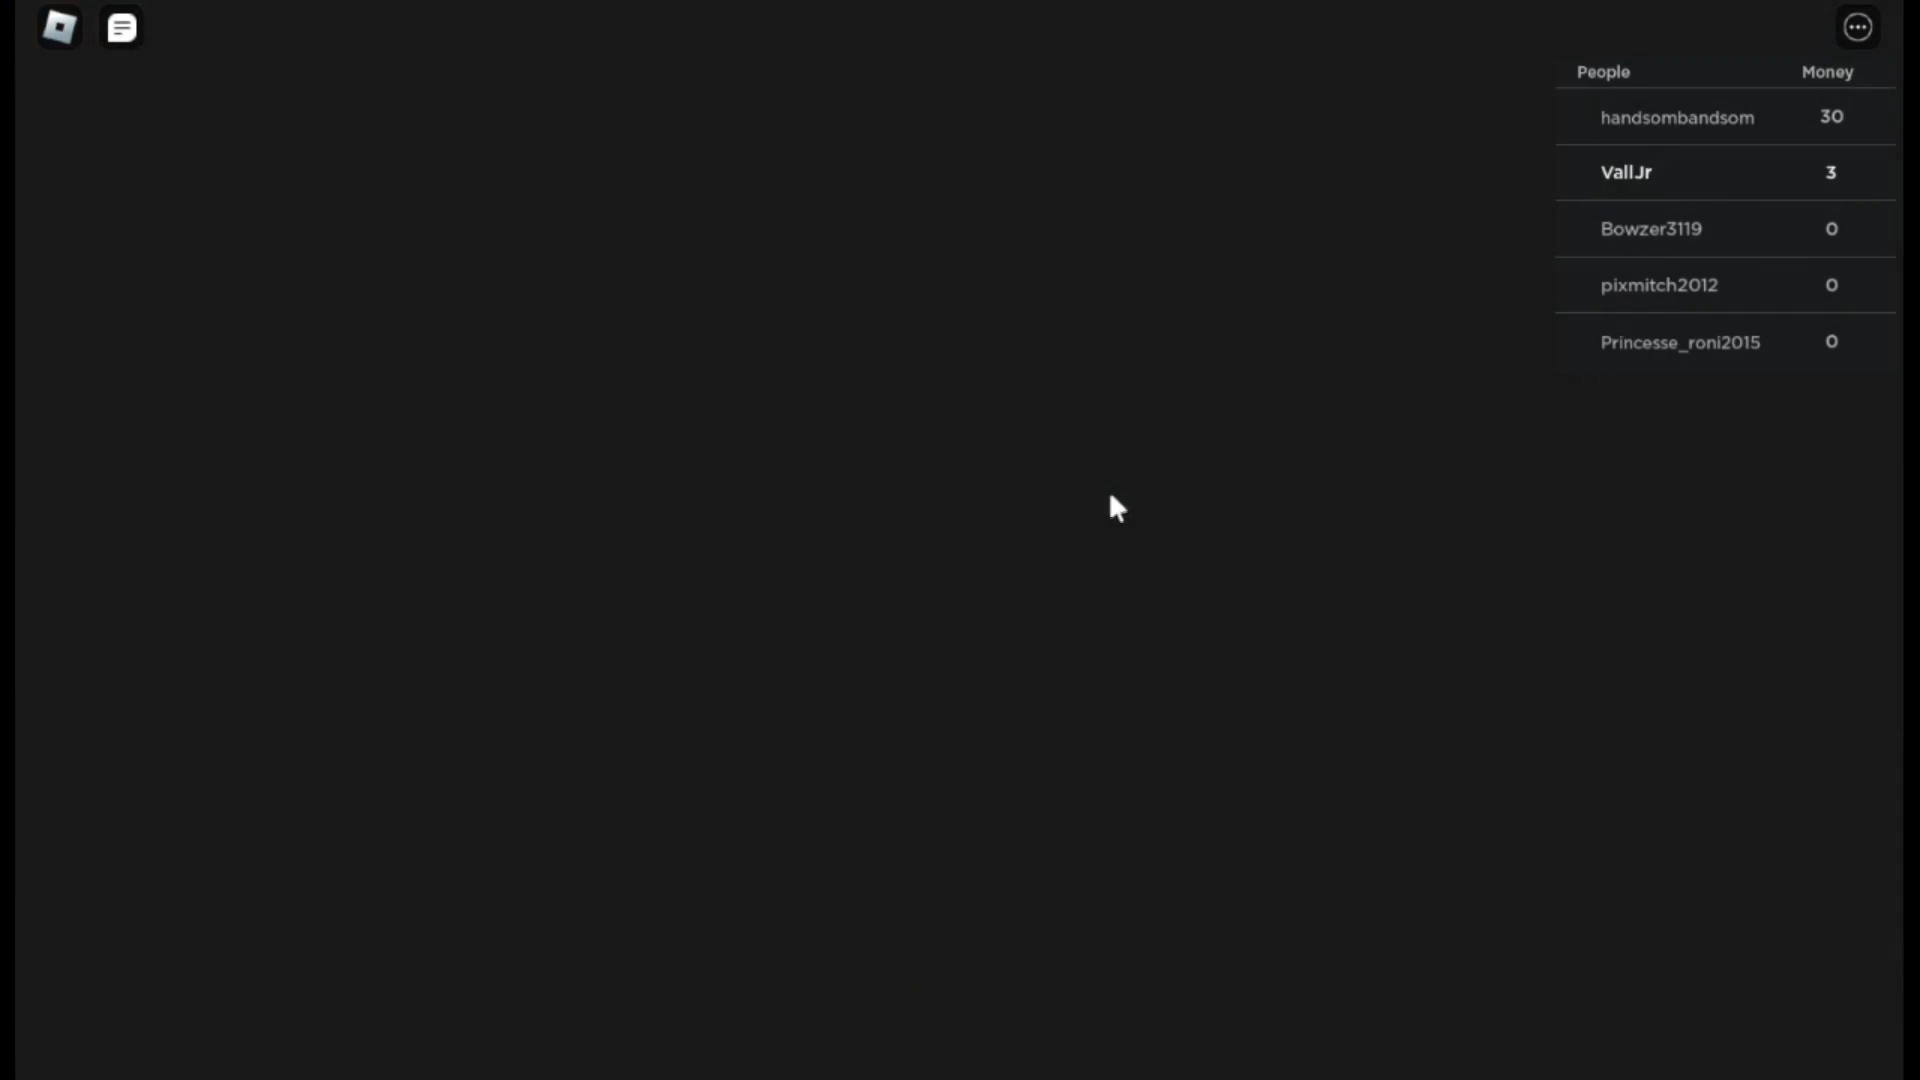 People Money
handsombandsom 30
VallJr 3
Bowzer3119 0
pixmitch2012 0
Princesse_roni2015 0